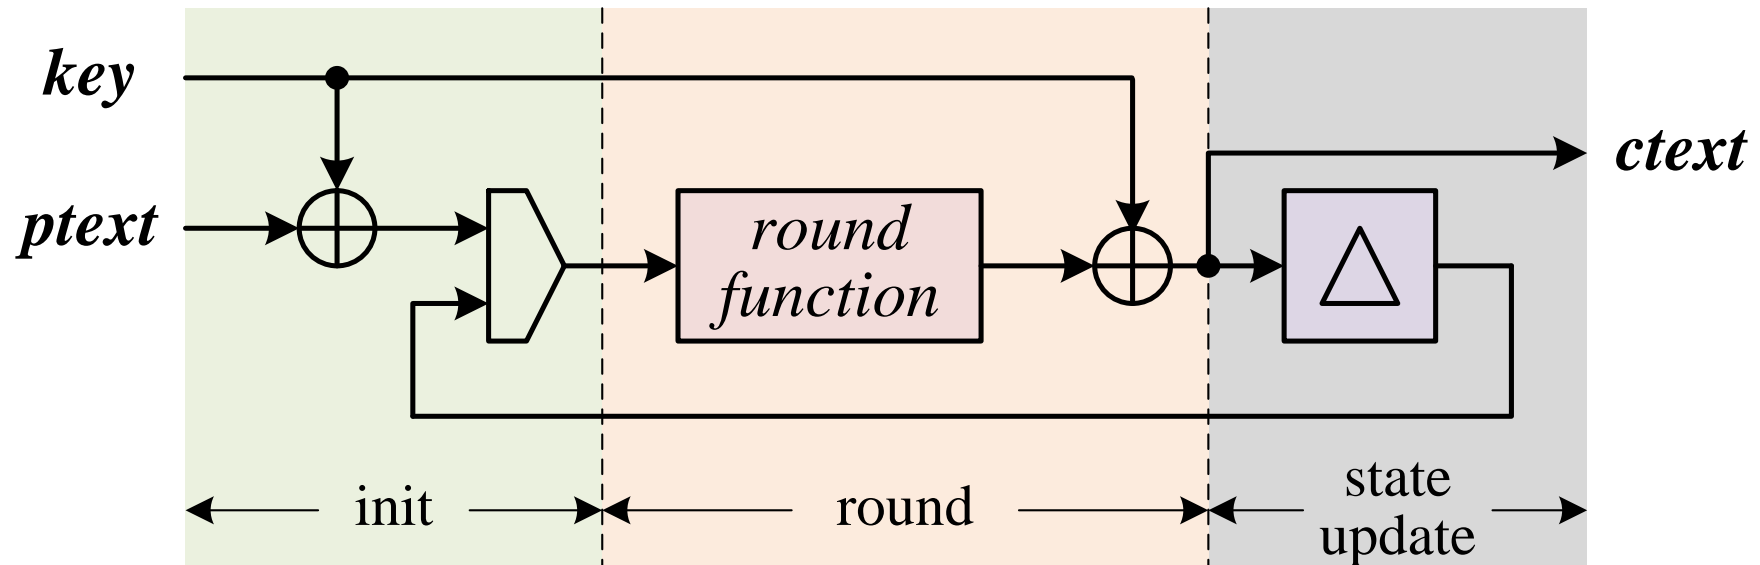 key
ptext
round
function
ctext
init
round
state
update